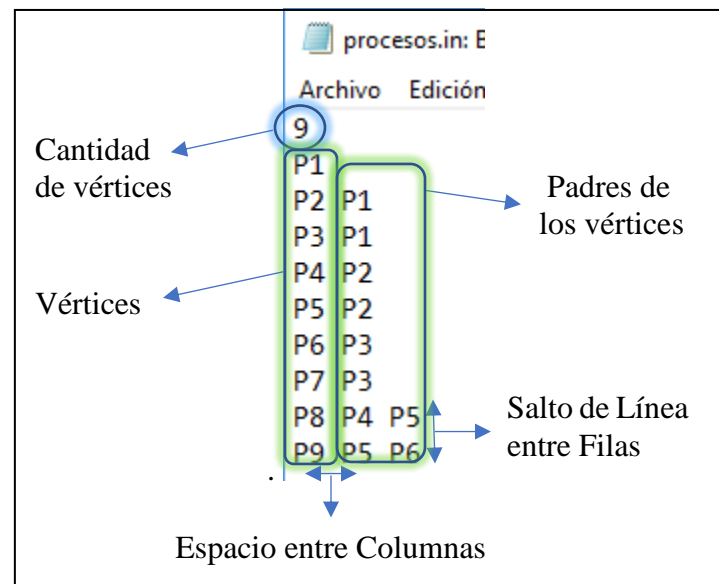 procesos.in: B
Archivo Edición
9
P1
P2 P1
P3 P1
P4 P2
P5 P2
P6 P3
P7 P3
P8 P4 P5
P9 P5 P6
Cantidad
de vértices
Vértices
Padres de
los vértices
Salto de Línea
entre Filas
.
Espacio entre Columnas